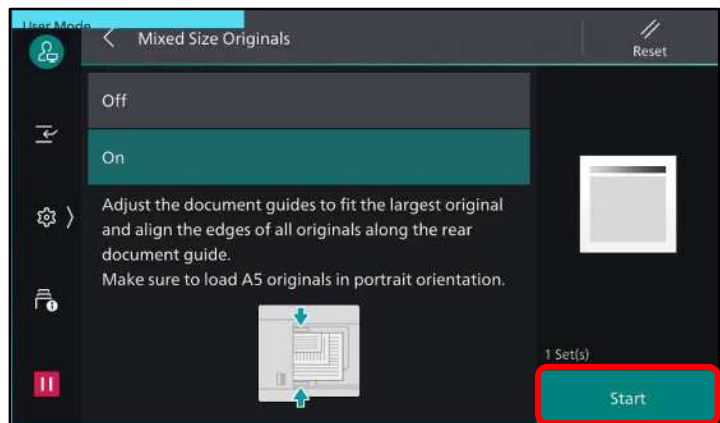 User Mode
Mixed Size Originals
Reset
Off
On
Adjust the document guides to fit the largest original
and align the edges of all originals along the rear
document guide.
Make sure to load A5 originals in portrait orientation.
1 Set(s)
Start